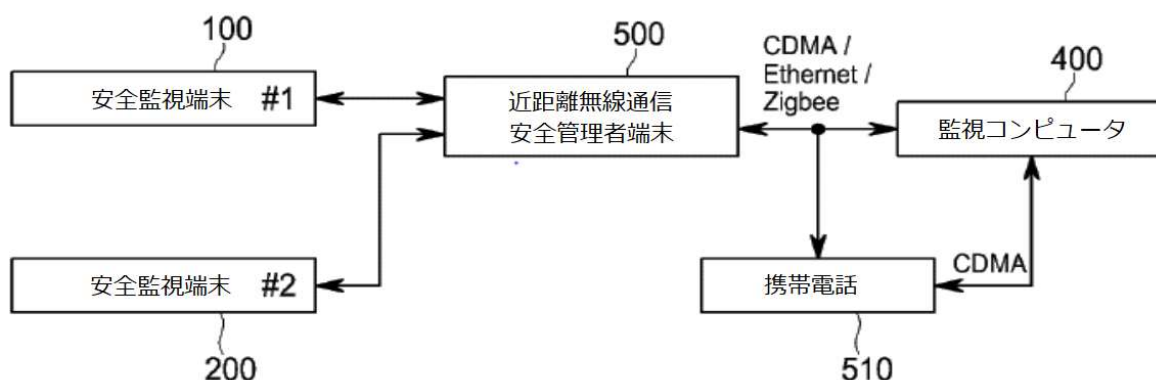 100
安全監視端末 #1
500
近距離無線通信
安全管理者端末
CDMA /
Ethernet /
Zigbee
400
監視コンピュータ
安全監視端末 #2
200
携帯電話
510
CDMA